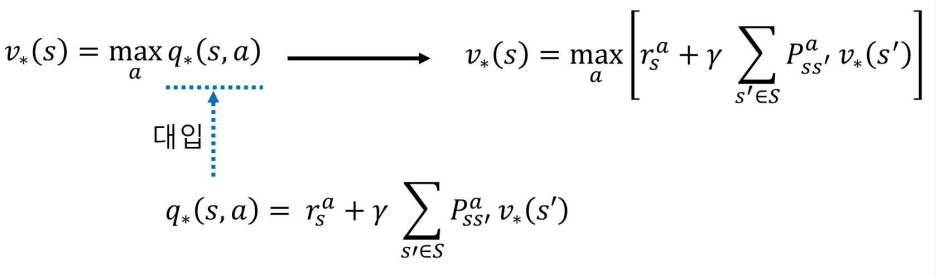 v_*(s) = max_a q_*(s, a) → v_*(s) = max_a [r_s^a + γ ∑_{s′∈S} P_{ss′}^a v_*(s′)]
대입
q_*(s, a) = r_s^a + γ ∑_{s′∈S} P_{ss′}^a v_*(s′)